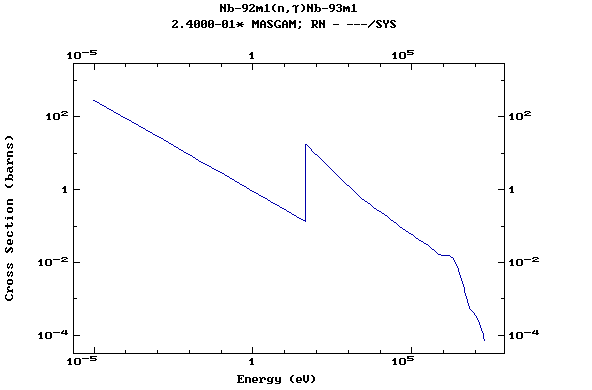 Nb-92m1(n,γ)Nb-93m1
2.4000-01* MASGAM; RN - ---/SYS
10⁻⁵ 1 10⁵
10² 10²
1 1
10⁻² 10⁻²
10⁻⁴ 10⁻⁴
Cross Section (barns)
10⁻⁵ 1 10⁵
Energy (eV)